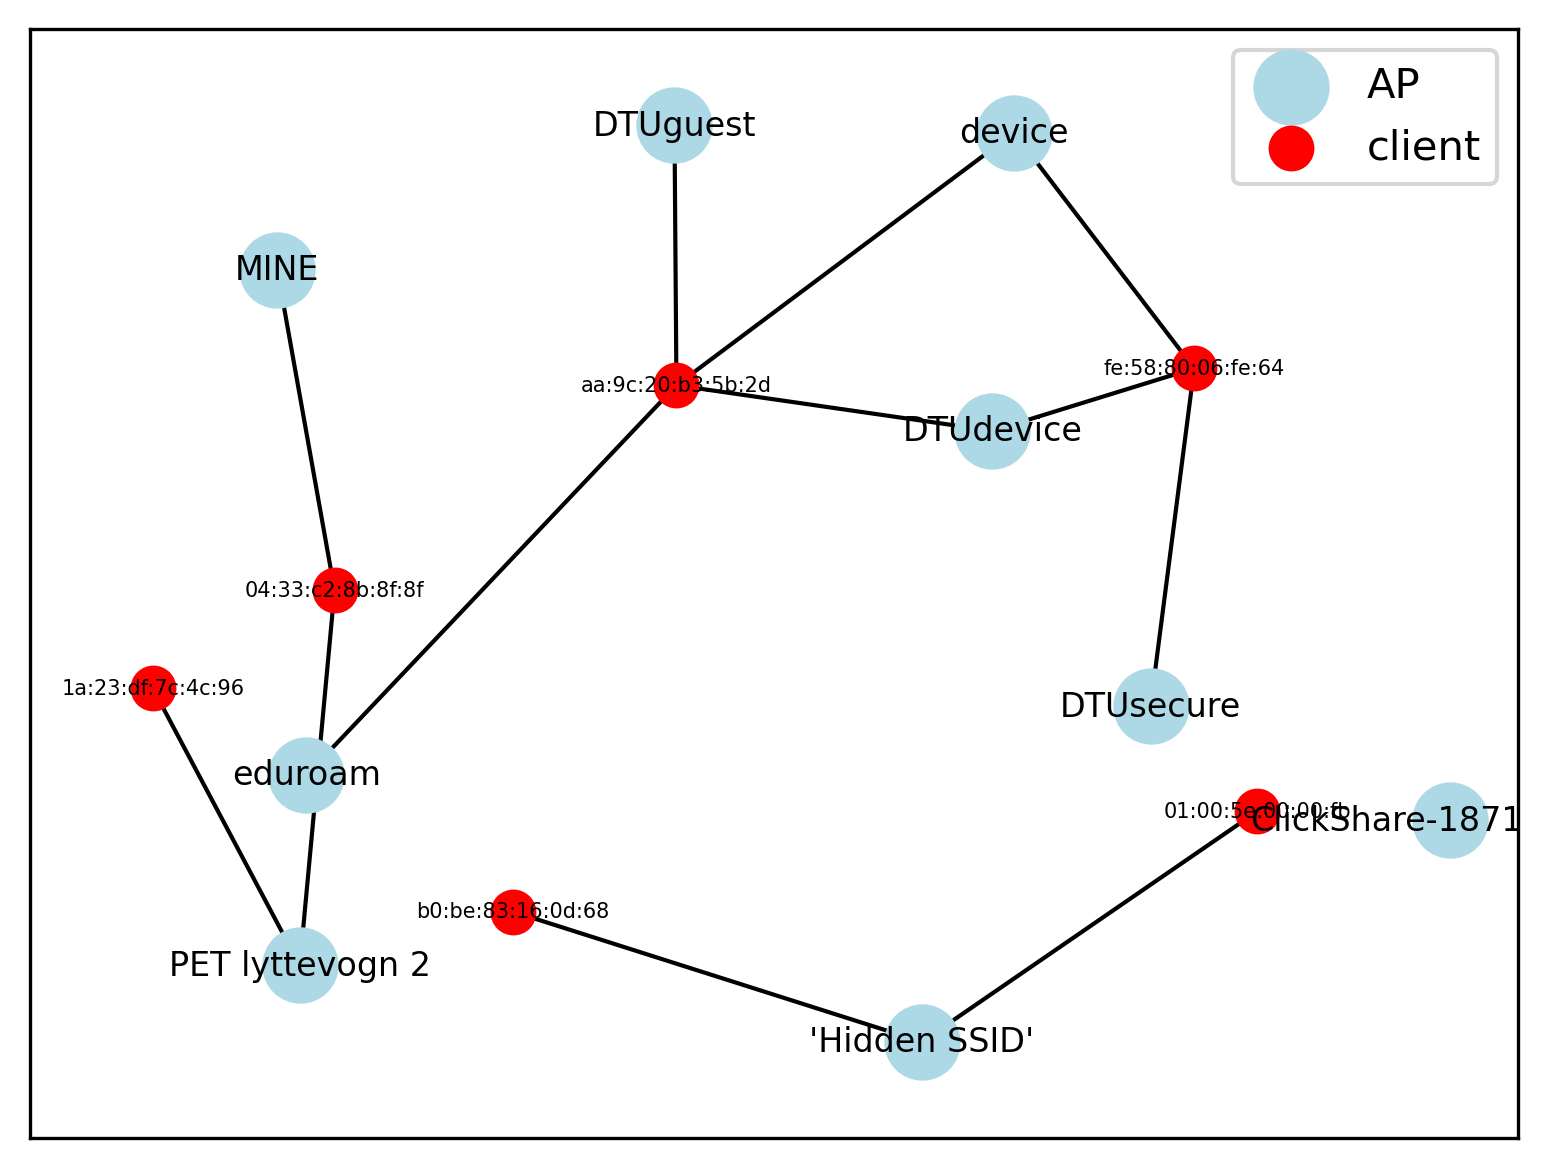 DTUguest
device
AP
client
MINE
aa:9c:20:b3:5b:2d
fe:58:80:06:fe:64
DTUdevice
04:33:c2:8b:8f:8f
1a:23:df:7c:4c:96
DTUsecure
eduroam
01:00:5e:00:00:fb
ClickShare-1871
b0:be:83:16:0d:68
PET lyttevogn 2
'Hidden SSID'